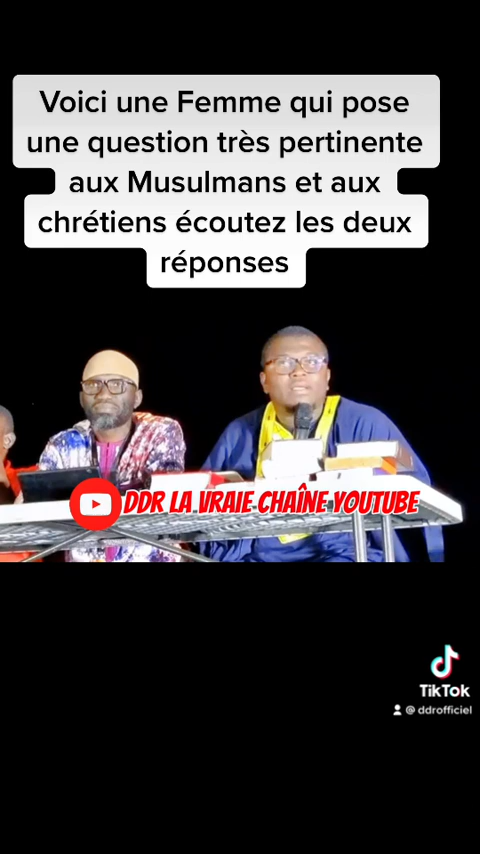 Voici une Femme qui pose
une question très pertinente
aux Musulmans et aux
chrétiens écoutez les deux
réponses
DDR LA VRAIE CHAÎNE YOUTUBE
TikTok
@ ddrofficiel